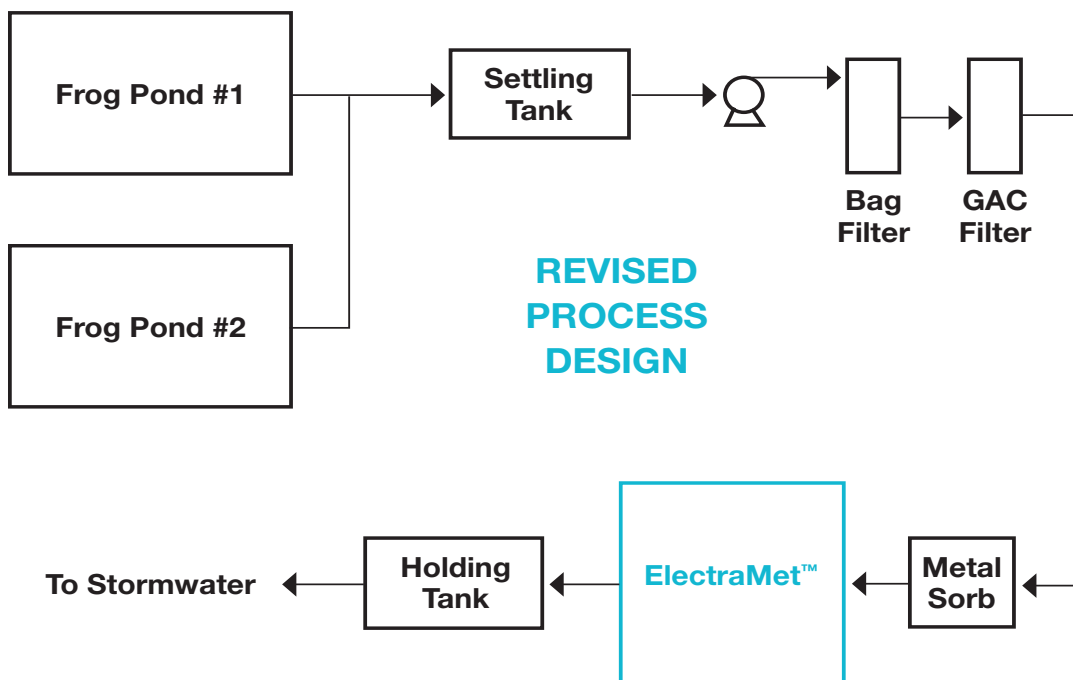 Frog Pond #1
Settling
Tank
Bag
Filter
GAC
Filter
Frog Pond #2
REVISED
PROCESS
DESIGN
To Stormwater
Holding
Tank
ElectraMet™
Metal
Sorb